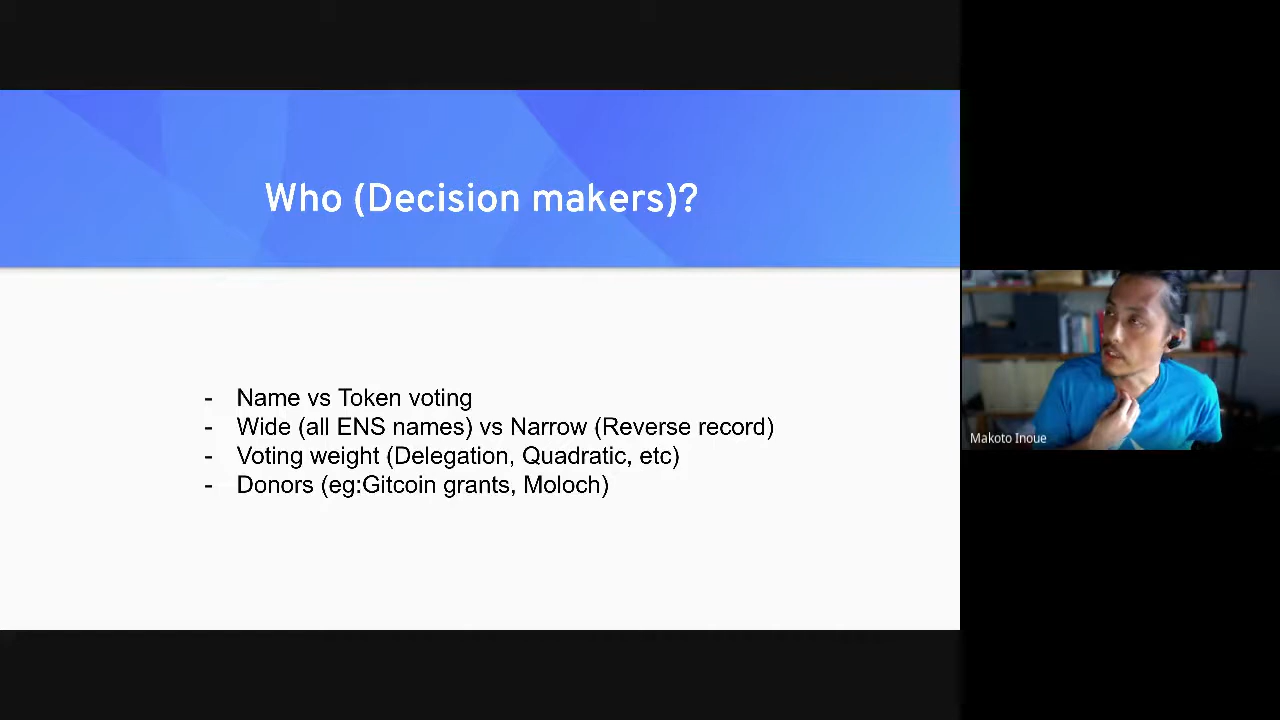 Who (Decision makers)?
- Name vs Token voting
- Wide (all ENS names) vs Narrow (Reverse record)
- Voting weight (Delegation, Quadratic, etc)
- Donors (eg:Gitcoin grants, Moloch)
Makoto Inoue